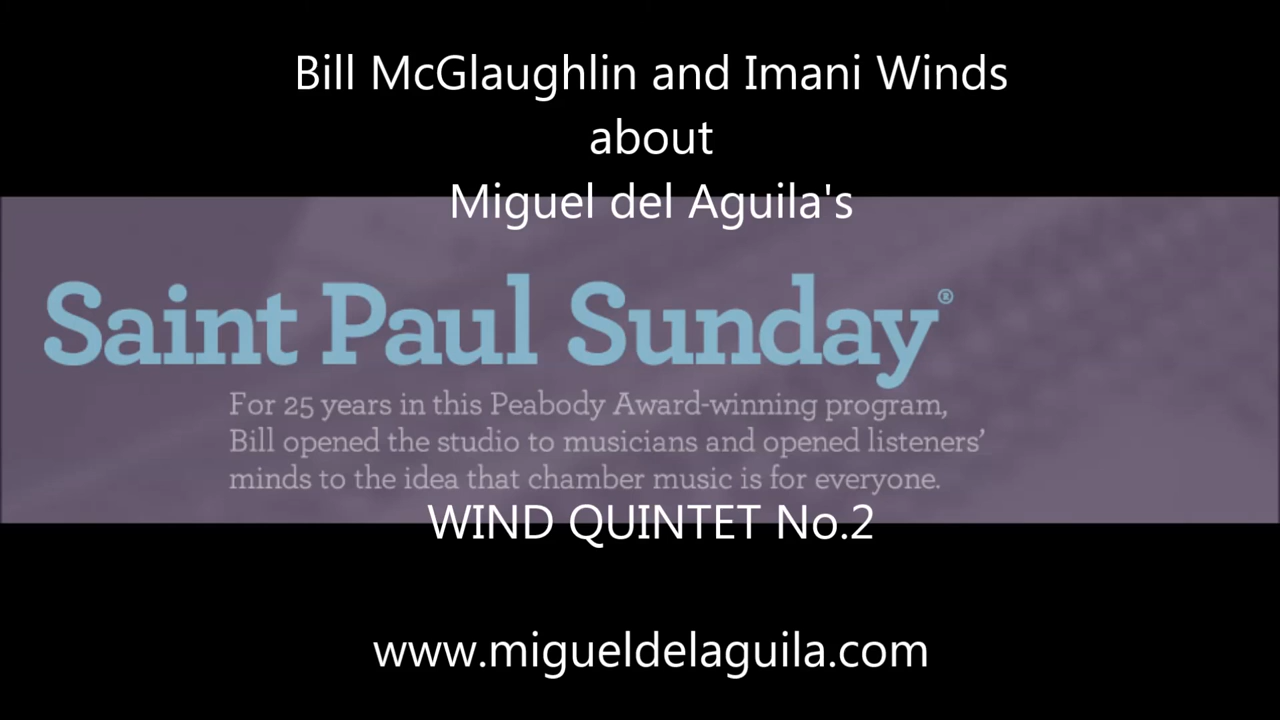 Bill McGlaughlin and Imani Winds
about
Miguel del Aguila's
Saint Paul Sunday®
For 25 years in this Peabody Award-winning program,
Bill opened the studio to musicians and opened listeners’
minds to the idea that chamber music is for everyone.
WIND QUINTET No.2
www.migueldelaguila.com